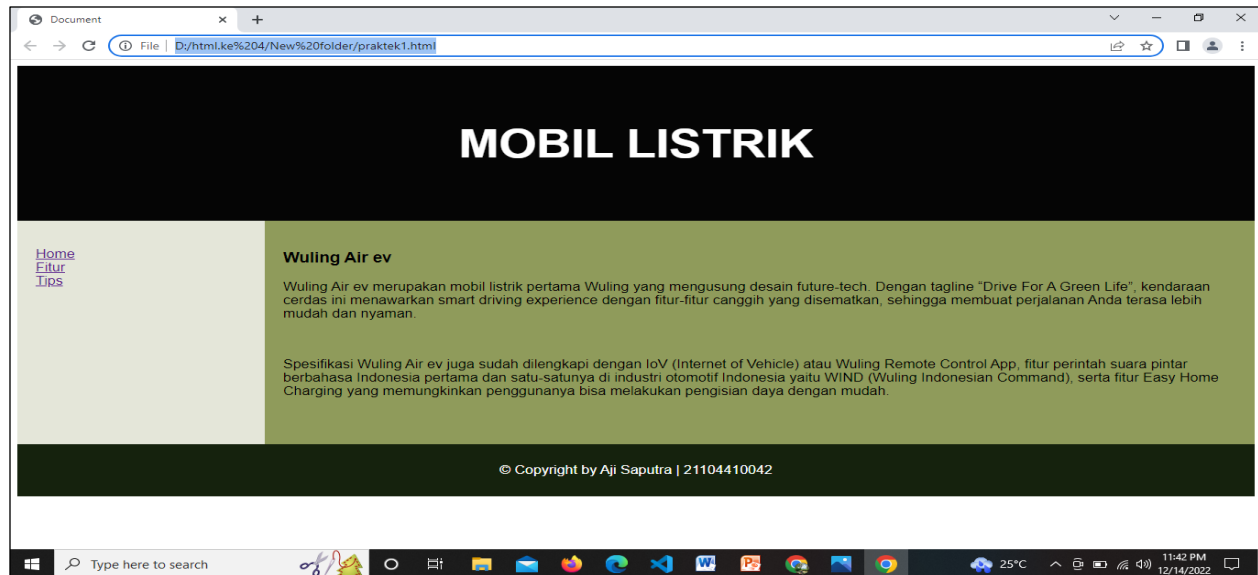 Document
File | D:/html.ke%204/New%20folder/praktek1.html
MOBIL LISTRIK
Home
Fitur
Tips
Wuling Air ev
Wuling Air ev merupakan mobil listrik pertama Wuling yang mengusung desain future-tech. Dengan tagline “Drive For A Green Life”, kendaraan
cerdas ini menawarkan smart driving experience dengan fitur-fitur canggih yang disematkan, sehingga membuat perjalanan Anda terasa lebih
mudah dan nyaman.
Spesifikasi Wuling Air ev juga sudah dilengkapi dengan IoV (Internet of Vehicle) atau Wuling Remote Control App, fitur perintah suara pintar
berbahasa Indonesia pertama dan satu-satunya di industri otomotif Indonesia yaitu WIND (Wuling Indonesian Command), serta fitur Easy Home
Charging yang memungkinkan penggunanya bisa melakukan pengisian daya dengan mudah.
© Copyright by Aji Saputra | 21104410042
Type here to search
25°C
11:42 PM
12/14/2022